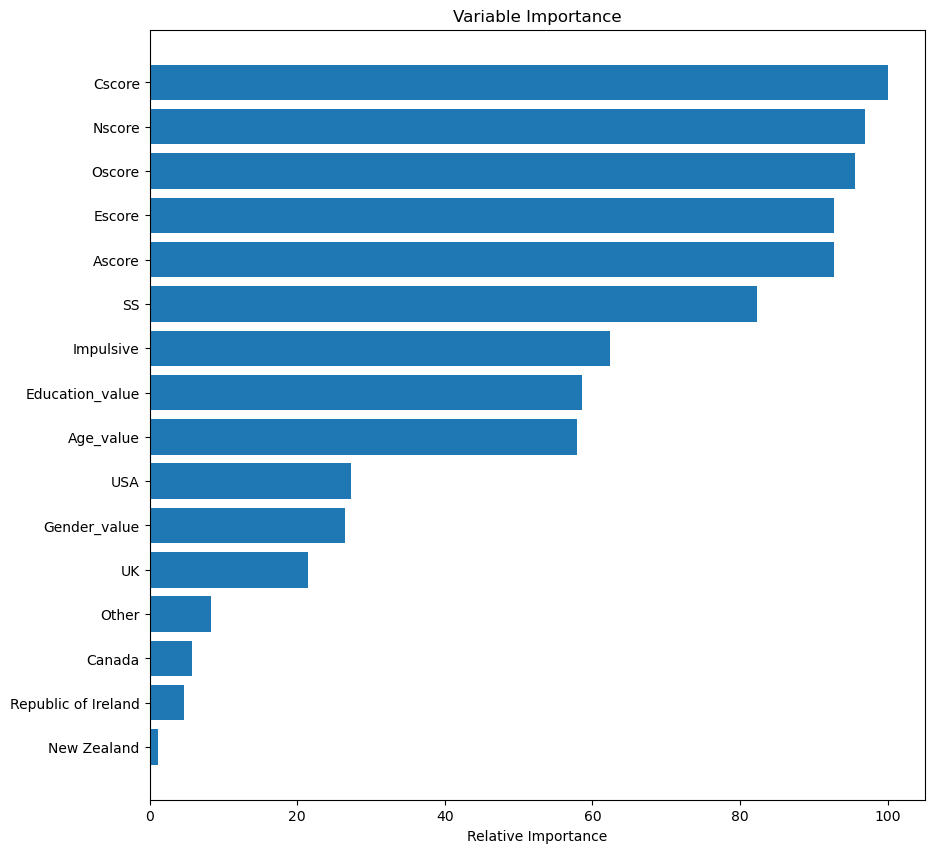 Variable Importance
Cscore
Nscore
Oscore
Escore
Ascore
SS
Impulsive
Education_value
Age_value
USA
Gender_value
UK
Other
Canada
Republic of Ireland
New Zealand
0 20 40 60 80 100
Relative Importance